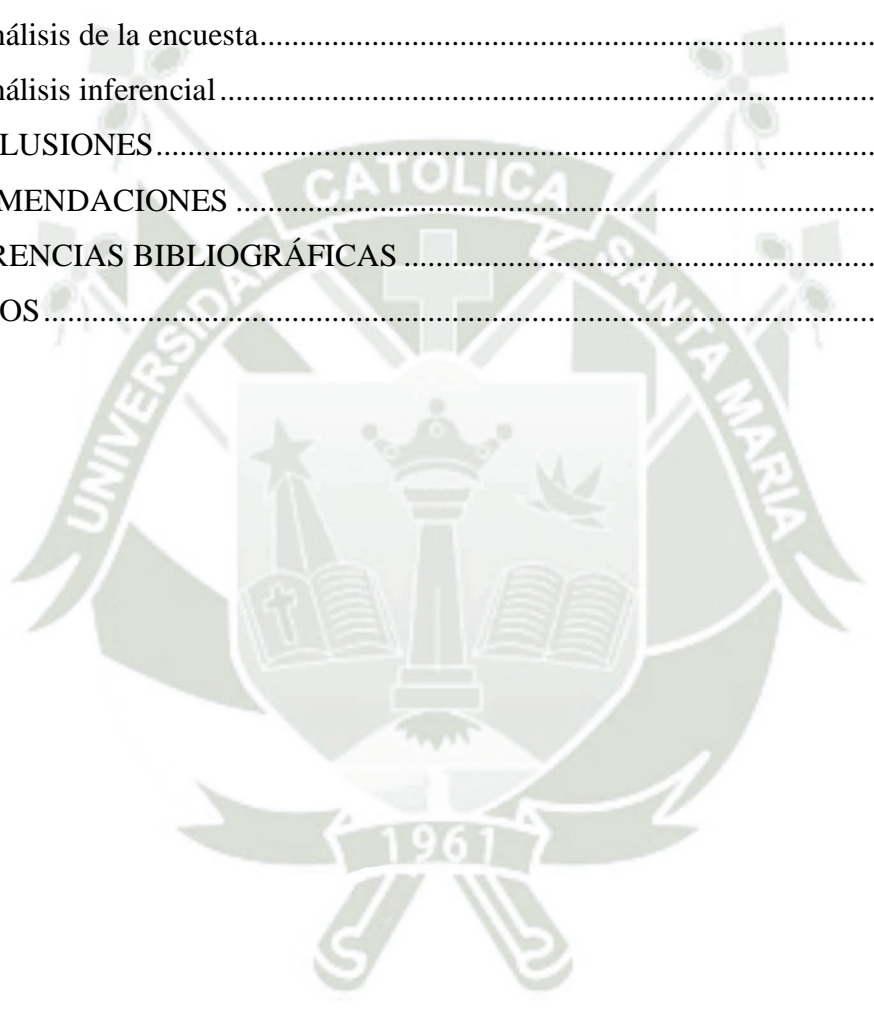 nálisis de la encuesta
nálisis inferencial
LUSIONES
MENDACIONES
RENCIAS BIBLIOGRÁFICAS
OS
UNIVERSIDAD CATOLICA SANTA MARIA
1961